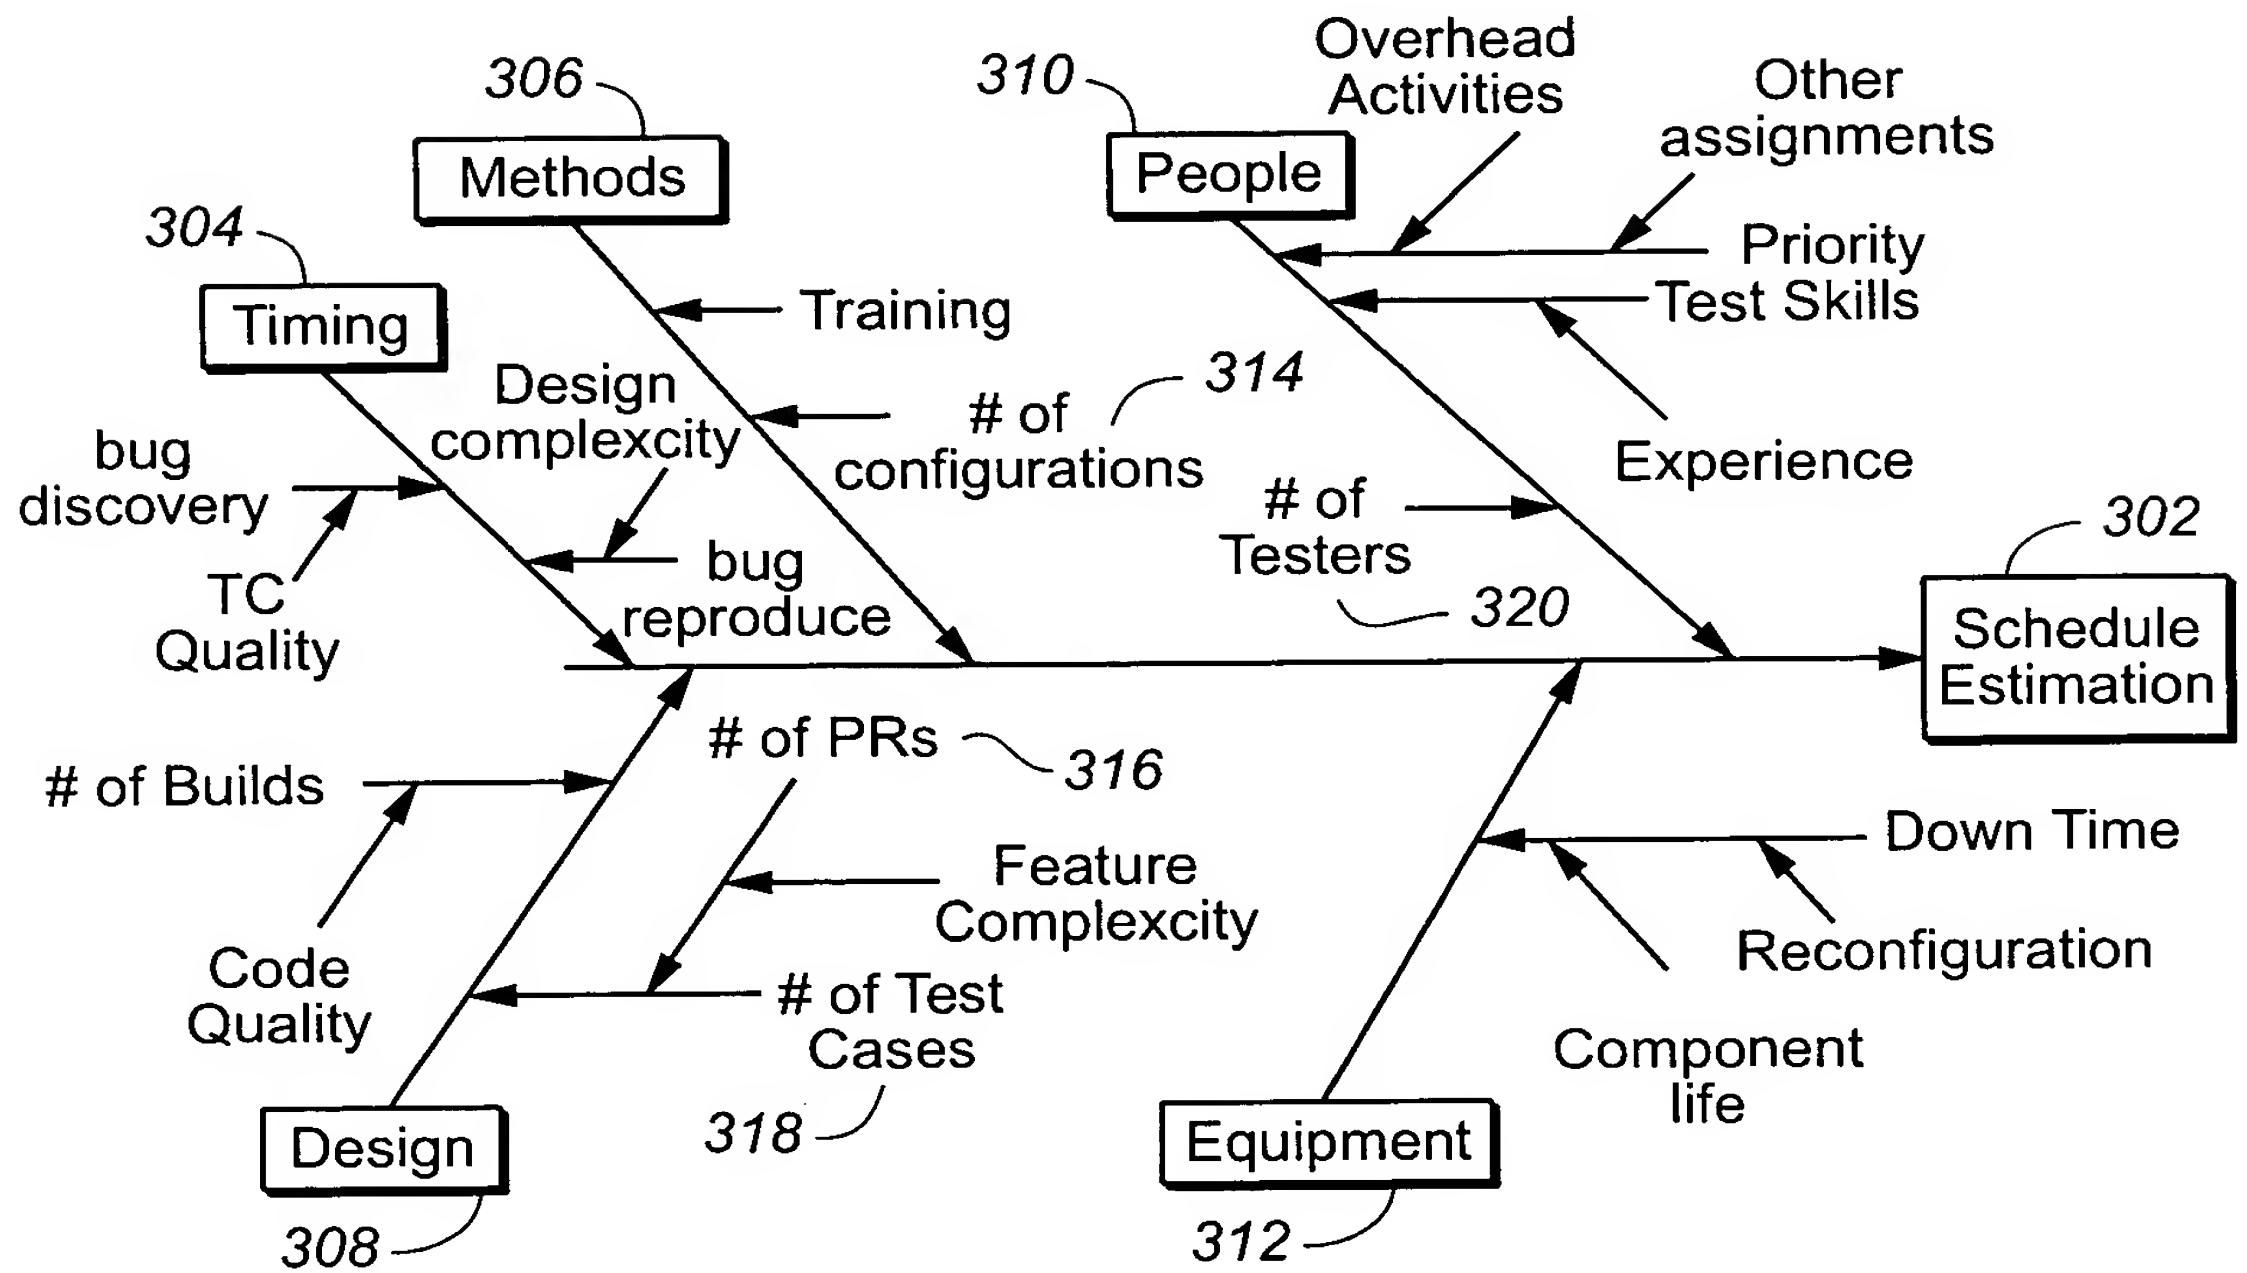 306
Methods
310
People
Overhead
Activities
Other
assignments
Priority
Test Skills
Experience
304
Timing
Training
Design
complexcity
314
# of
configurations
bug
discovery
TC
Quality
bug
reproduce
# of
Testers
320
302
Schedule
Estimation
# of PRs
316
# of Builds
Code
Quality
Feature
Complexcity
# of Test
Cases
318
Down Time
Reconfiguration
Component
life
Design
308
Equipment
312